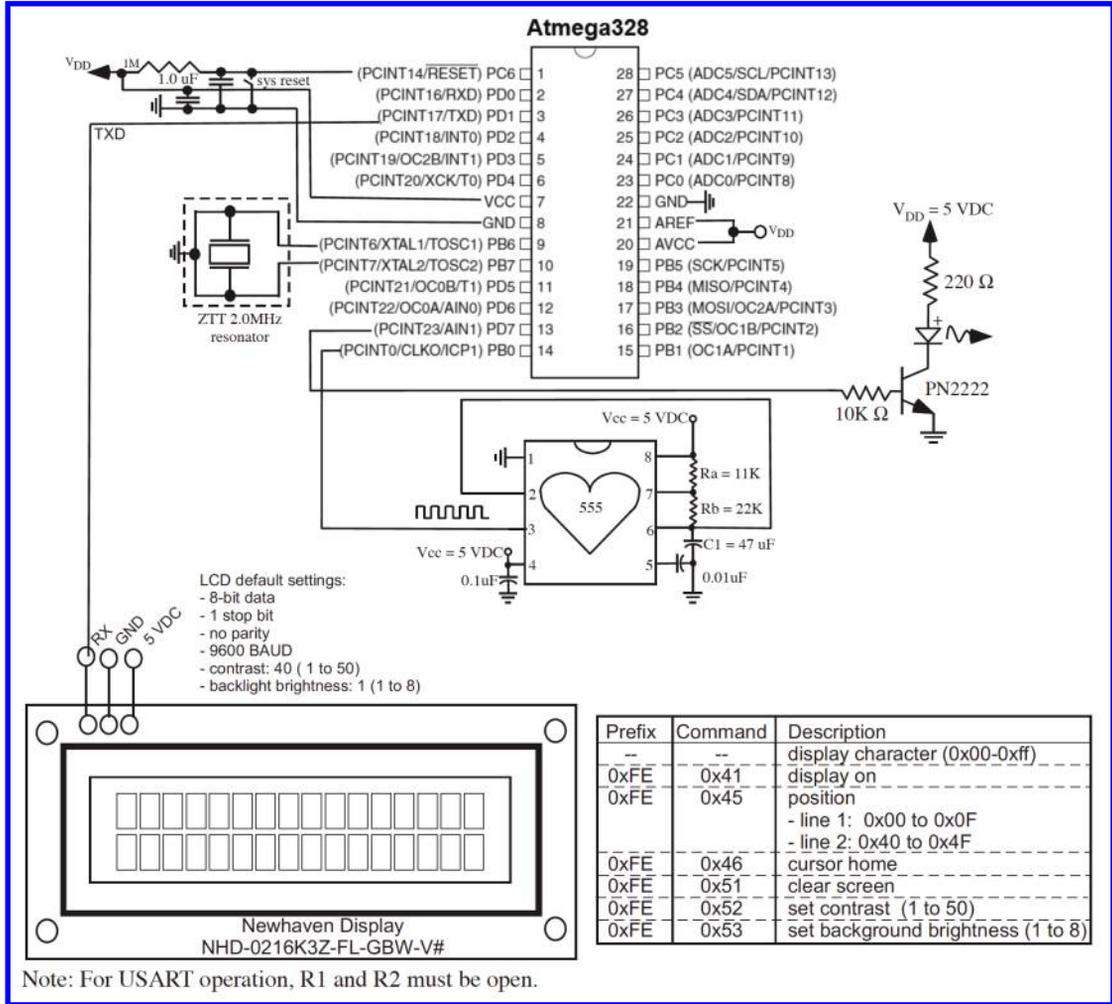 Atmega328
VDD
1M
1.0 uF
sys reset
TXD
(PCINT14/RESET) PC6 1
(PCINT16/RXD) PD0 2
(PCINT17/TXD) PD1 3
(PCINT18/INT0) PD2 4
(PCINT19/OC2B/INT1) PD3 5
(PCINT20/XCK/T0) PD4 6
VCC 7
GND 8
(PCINT6/XTAL1/TOSC1) PB6 9
(PCINT7/XTAL2/TOSC2) PB7 10
(PCINT21/OC0B/T1) PD5 11
(PCINT22/OC0A/AIN0) PD6 12
(PCINT23/AIN1) PD7 13
(PCINT0/CLKO/ICP1) PB0 14
28 PC5 (ADC5/SCL/PCINT13)
27 PC4 (ADC4/SDA/PCINT12)
26 PC3 (ADC3/PCINT11)
25 PC2 (ADC2/PCINT10)
24 PC1 (ADC1/PCINT9)
23 PC0 (ADC0/PCINT8)
22 GND
21 AREF
20 AVCC
19 PB5 (SCK/PCINT5)
18 PB4 (MISO/PCINT4)
17 PB3 (MOSI/OC2A/PCINT3)
16 PB2 (SS/OC1B/PCINT2)
15 PB1 (OC1A/PCINT1)
VDD
ZTT 2.0MHz
resonator
VDD = 5 VDC
220 Ω
+
PN2222
10K Ω
Vcc = 5 VDC
1
2
3
4
8
7
6
5
555
Ra = 11K
Rb = 22K
C1 = 47 uF
0.01uF
Vcc = 5 VDC
0.1uF
LCD default settings:
- 8-bit data
- 1 stop bit
- no parity
- 9600 BAUD
- contrast: 40 ( 1 to 50)
- backlight brightness: 1 (1 to 8)
RX
GND
5 VDC
Newhaven Display
NHD-0216K3Z-FL-GBW-V#
Prefix Command Description
-- -- display character (0x00-0xff)
0xFE 0x41 display on
0xFE 0x45 position
- line 1: 0x00 to 0x0F
- line 2: 0x40 to 0x4F
0xFE 0x46 cursor home
0xFE 0x51 clear screen
0xFE 0x52 set contrast (1 to 50)
0xFE 0x53 set background brightness (1 to 8)
Note: For USART operation, R1 and R2 must be open.